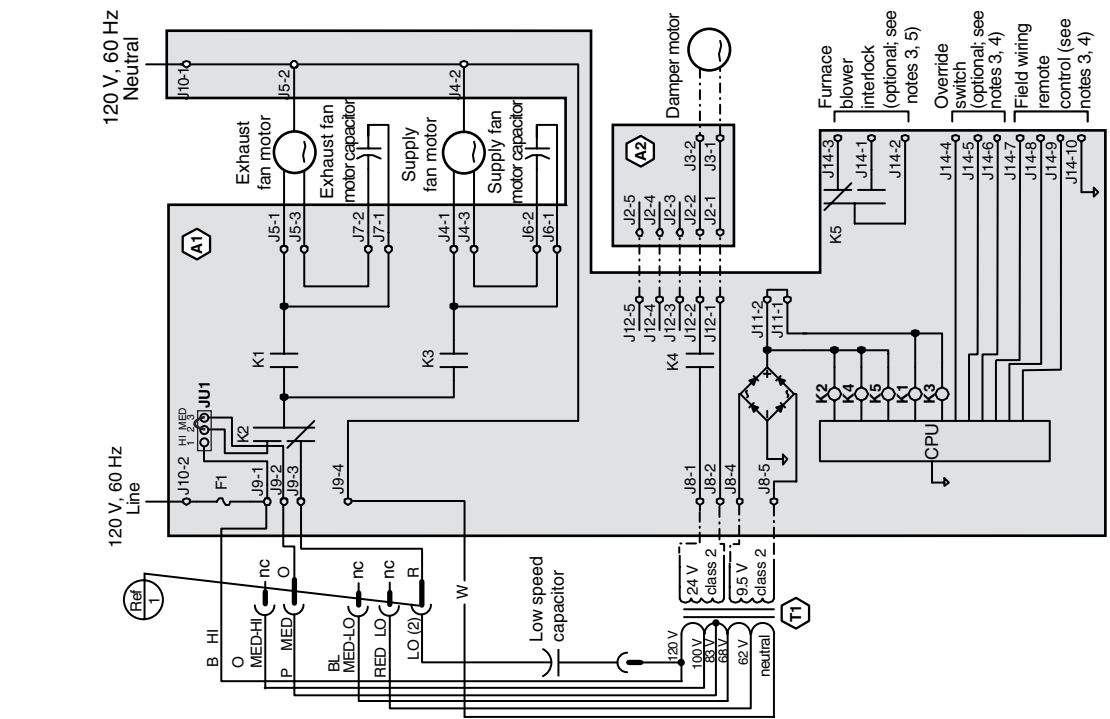 120 V, 60 Hz
Neutral
J10-1
J5-2
J4-2
Exhaust
fan motor
Exhaust fan
motor capacitor
Supply
fan motor
Supply fan
motor capacitor
Damper motor
Furnace
blower
interlock
(optional; see
notes 3, 5)
Override
switch
(optional; see
notes 3, 4)
Field wiring
remote
control (see
notes 3, 4)
A2
J3-2
J3-1
J2-5
J2-4
J2-3
J2-2
J2-1
J14-3
J14-1
J14-2
J14-4
J14-5
J14-6
J14-7
J14-8
J14-9
J14-10
K5
A1
J5-1
J5-3
J7-2
J7-1
J4-1
J4-3
J6-2
J6-1
J12-5
J12-4
J12-3
J12-2
J12-1
J11-2
J11-1
K1
K3
K4
K2
K4
K5
K1
K3
CPU
JU1
HI MED
1 2 3
K2
120 V, 60 Hz
Line
J10-2
F1
J9-1
J9-2
J9-3
J9-4
J8-1
J8-2
J8-4
J8-5
Ref
1
nc
O
nc
nc
R
W
24 V
class 2
9.5 V
class 2
T1
B HI
O
MED-HI
P MED
BL
MED-LO
RED LO
LO (2)
Low speed
capacitor
120 V
100 V
83 V
68 V
62 V
neutral